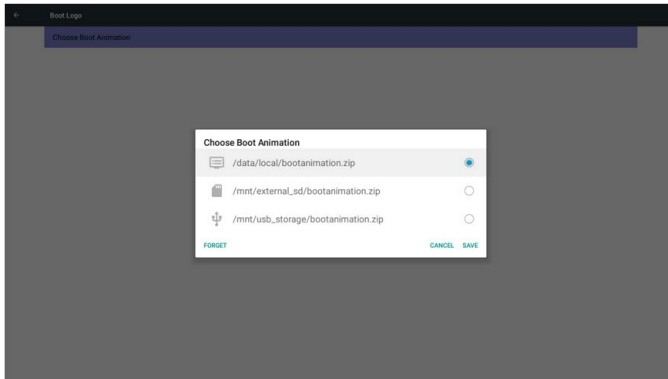 Boot Logo
Choose Boot Animation
Choose Boot Animation
/data/local/bootanimation.zip
/mnt/external_sd/bootanimation.zip
/mnt/usb_storage/bootanimation.zip
FORGET CANCEL SAVE